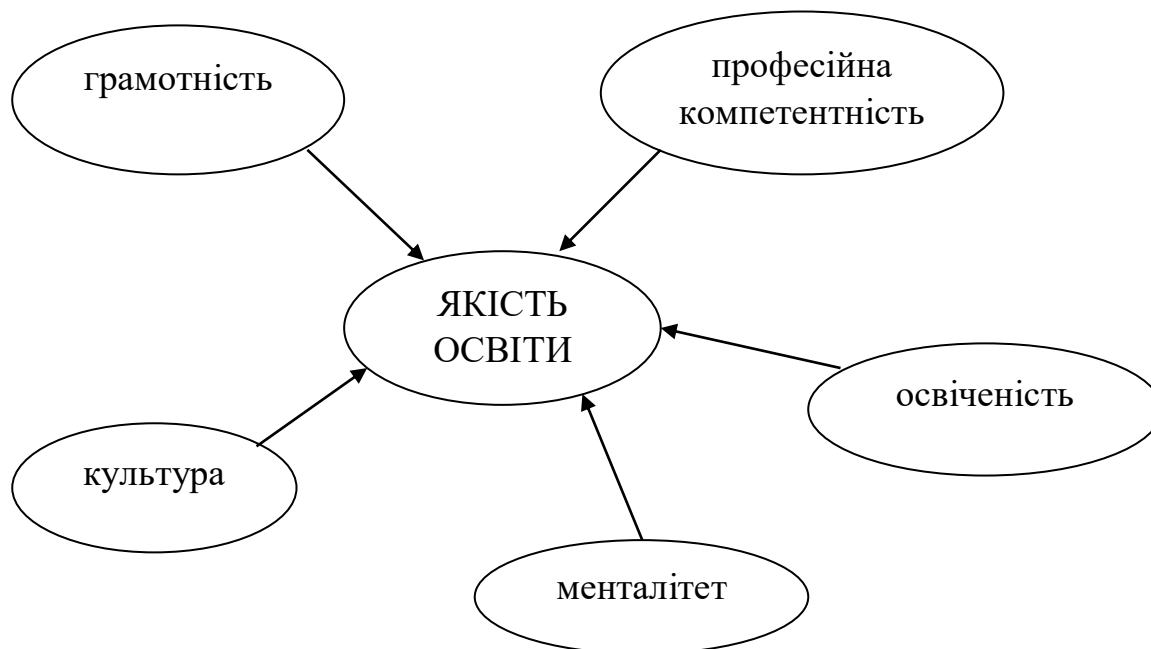 грамотність
професійна
компетентність
ЯКІСТЬ
ОСВІТИ
освіченість
культура
менталітет